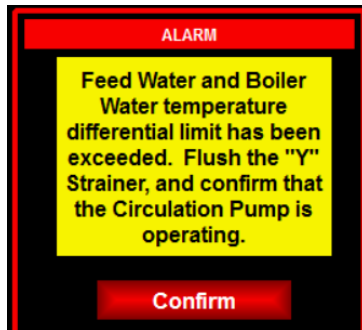 ALARM
Feed Water and Boiler
Water temperature
differential limit has been
exceeded.  Flush the "Y"
Strainer, and confirm that
the Circulation Pump is
operating.
Confirm